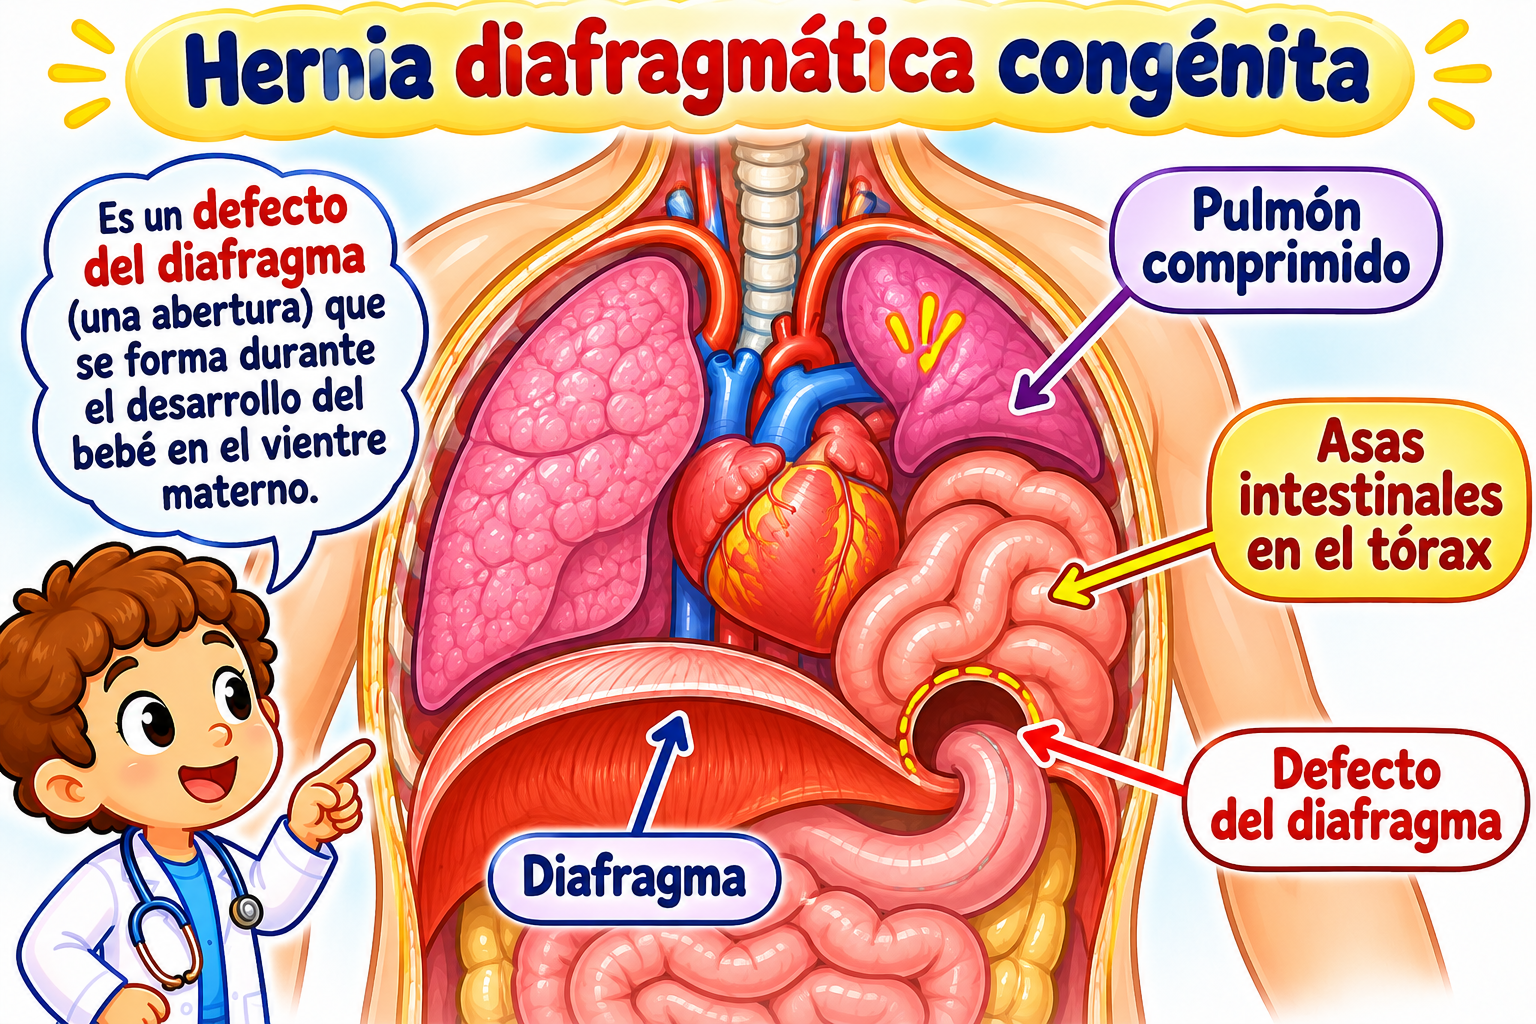 Hernia diafragmática congénita
Es un defecto
del diafragma
(una abertura) que
se forma durante
el desarrollo del
bebé en el vientre
materno.
Pulmón
comprimido
Asas
intestinales
en el tórax
Defecto
del diafragma
Diafragma